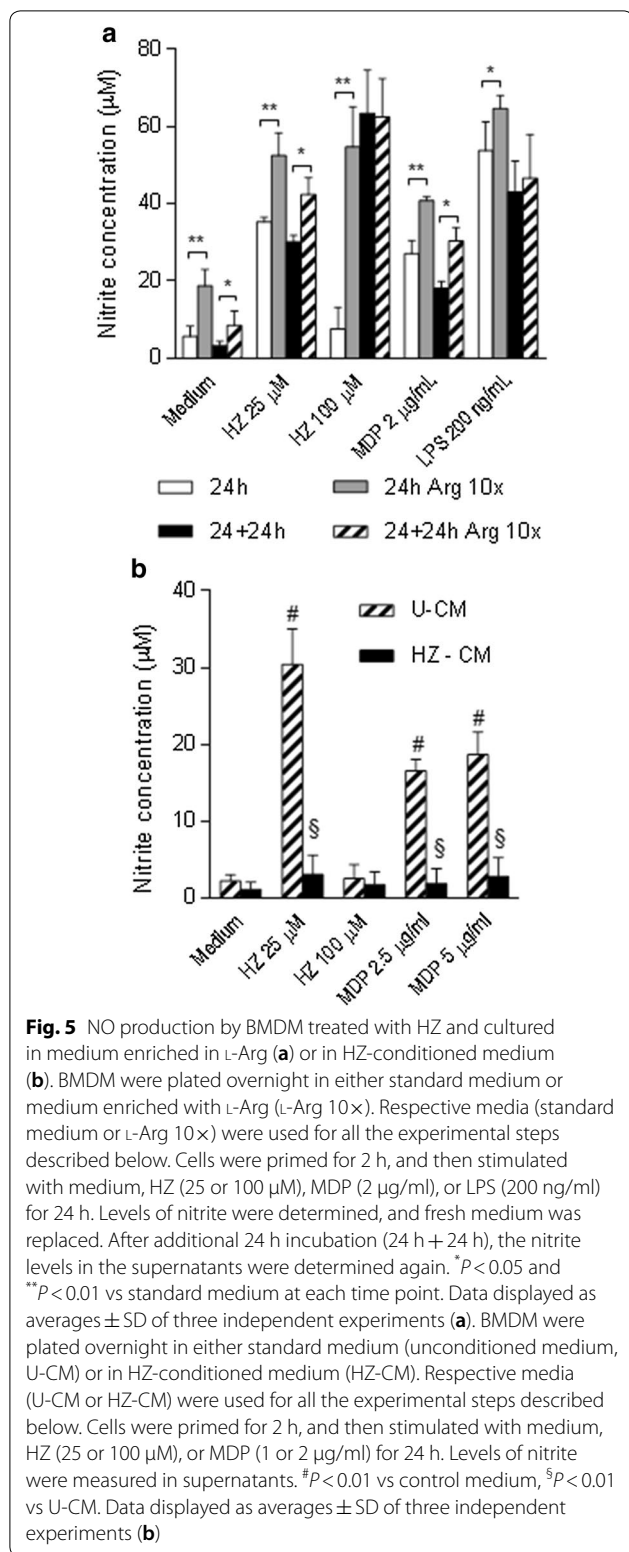 a
Nitrite concentration (µM)
80
60
40
20
0
** * ** * ** ** * *
Medium
HZ 25 µM
HZ 100 µM
MDP 2 µg/mL
LPS 200 ng/mL
24h
24h Arg 10x
24+24h
24+24h Arg 10x
b
Nitrite concentration (µM)
40
30
20
10
0
U-CM
HZ - CM
# § # § # §
Medium
HZ 25 µM
HZ 100 µM
MDP 2.5 µg/ml
MDP 5 µg/ml
Fig. 5 NO production by BMDM treated with HZ and cultured
in medium enriched in L-Arg (a) or in HZ-conditioned medium
(b). BMDM were plated overnight in either standard medium or
medium enriched with L-Arg (L-Arg 10×). Respective media (standard
medium or L-Arg 10×) were used for all the experimental steps
described below. Cells were primed for 2 h, and then stimulated
with medium, HZ (25 or 100 µM), MDP (2 µg/ml), or LPS (200 ng/ml)
for 24 h. Levels of nitrite were determined, and fresh medium was
replaced. After additional 24 h incubation (24 h + 24 h), the nitrite
levels in the supernatants were determined again. *P < 0.05 and
**P < 0.01 vs standard medium at each time point. Data displayed as
averages ± SD of three independent experiments (a). BMDM were
plated overnight in either standard medium (unconditioned medium,
U-CM) or in HZ-conditioned medium (HZ-CM). Respective media
(U-CM or HZ-CM) were used for all the experimental steps described
below. Cells were primed for 2 h, and then stimulated with medium,
HZ (25 or 100 µM), or MDP (1 or 2 µg/ml) for 24 h. Levels of nitrite
were measured in supernatants. #P < 0.01 vs control medium, §P < 0.01
vs U-CM. Data displayed as averages ± SD of three independent
experiments (b)